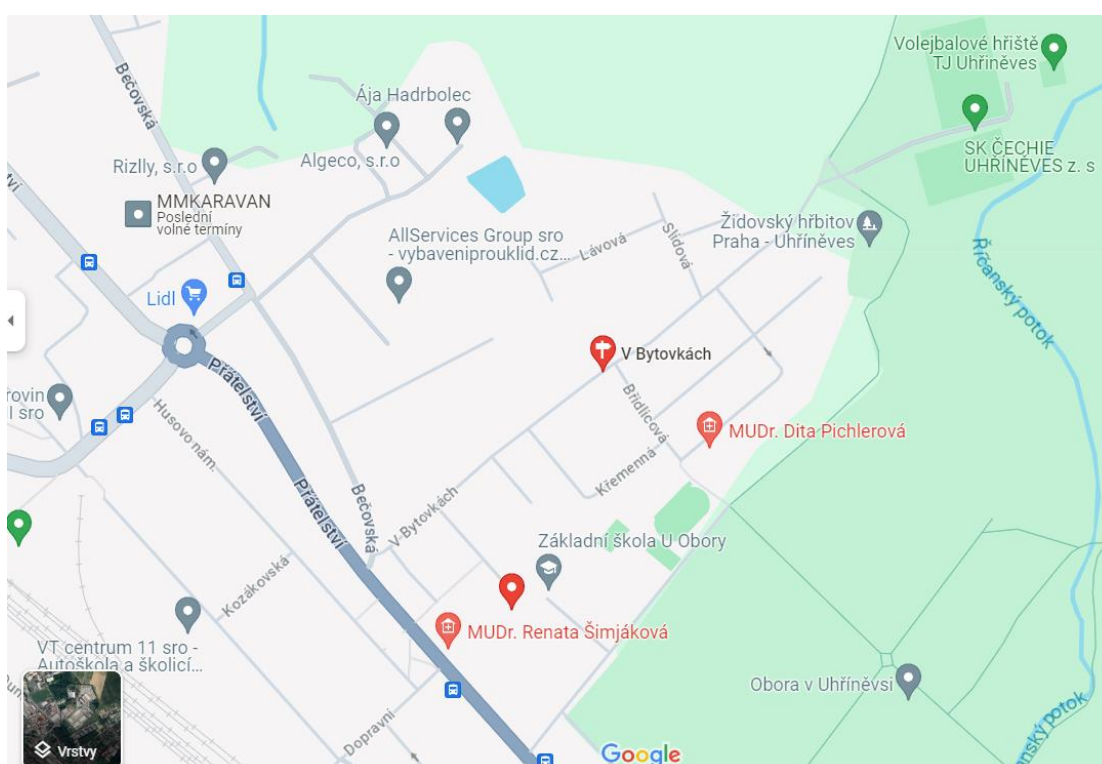 Volejbalové hřiště
TJ Uhříněves
Bečovská
Ája Hadrbolec
SK ČECHIE
UHŘÍNĚVES z. s
Algeco, s.r.o
Rizlly, s.r.o
MMKARAVAN
Poslední
volné termíny
Židovský hřbitov
Praha - Uhříněves
Slídová
Lávová
AllServices Group sro
- vybaveniprouklid.cz...
Říčanský potok
Lidl
V Bytovkách
Přátelství
rovin
l sro
Husovo nám.
Břidlicová
MUDr. Dita Pichlerová
Křemenná
Přátelství
Bečovská
V-Bytovkách
Základní škola U Obory
Kozákovská
MUDr. Renata Šimjáková
VT centrum 11 sro -
Autoškola a školicí...
Obora v Uhříněvsi
Dopravní
Vrstvy
Google